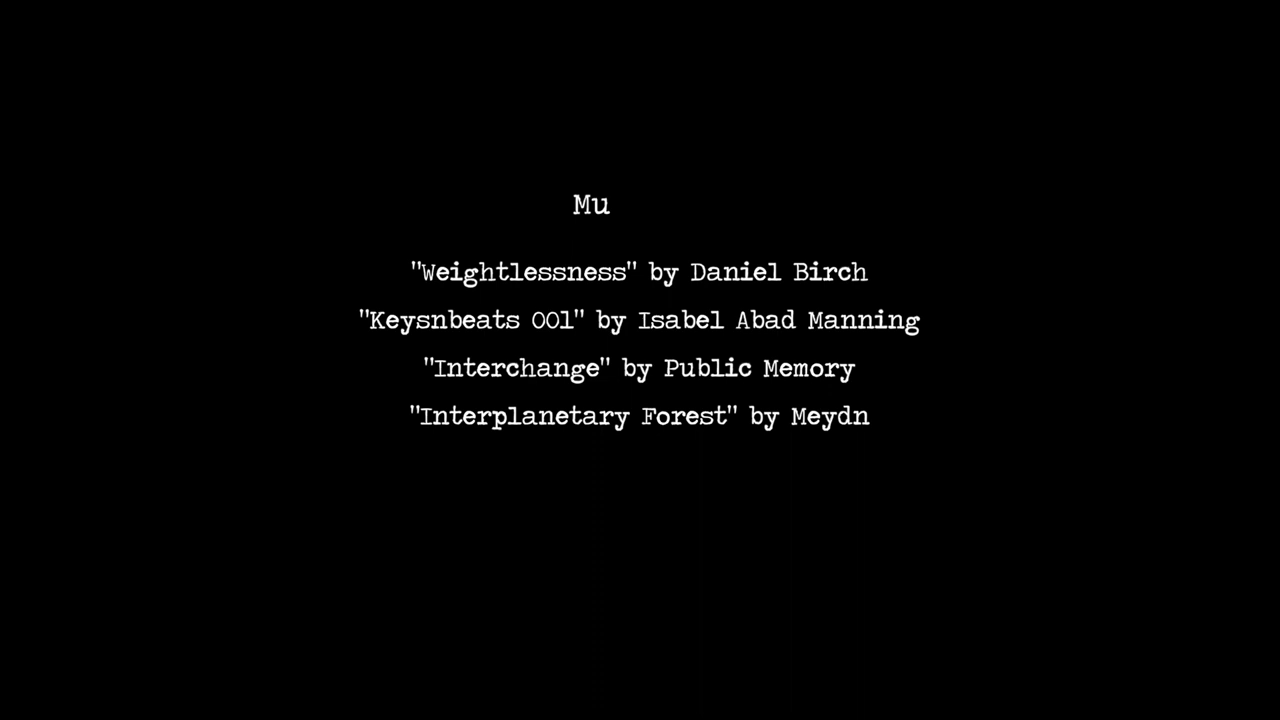 Mu
"Weightlessness" by Daniel Birch
"Keysnbeats 001" by Isabel Abad Manning
"Interchange" by Public Memory
"Interplanetary Forest" by Meydn